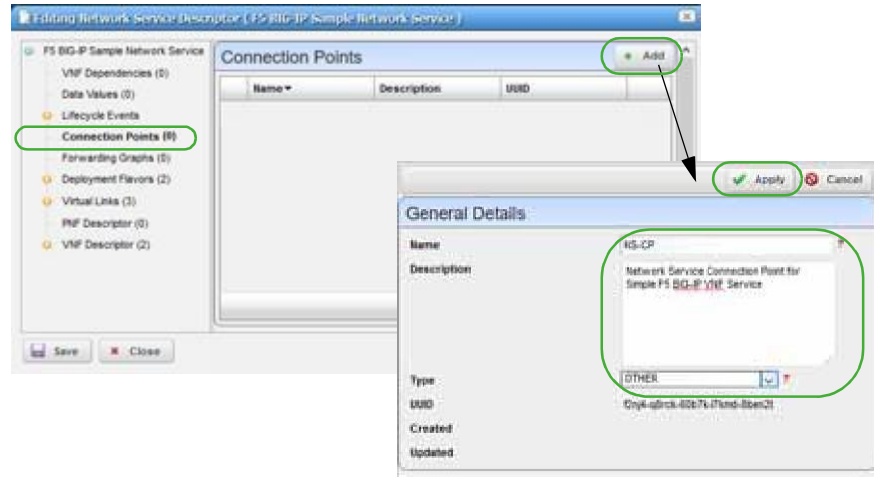 Editing Network Service Descriptor ( F5 BIG-IP Sample Network Service )
F5 BIG-IP Sample Network Service
VNF Dependencies (0)
Data Values (0)
Lifecycle Events
Connection Points (0)
Forwarding Graphs (0)
Deployment Flavors (2)
Virtual Links (3)
PNF Descriptor (0)
VNF Descriptor (2)
Connection Points
Add
Name
Description
UUID
Save
Close
Apply
Cancel
General Details
Name
NS-CP
Description
Network Service Connection Point for
Simple F5 BIG-IP VNF Service
Type
OTHER
UUID
Created
Updated